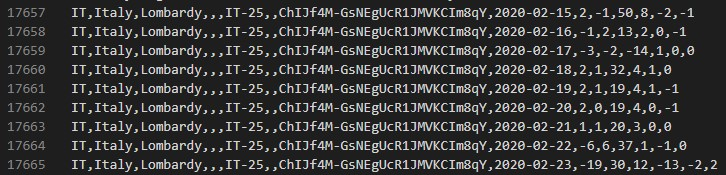 17657 IT,Italy,Lombardy,,,IT-25,,ChIJf4M-GsNEgUcR1JMVKCIm8qY,2020-02-15,2,-1,50,8,-2,-1
17658 IT,Italy,Lombardy,,,IT-25,,ChIJf4M-GsNEgUcR1JMVKCIm8qY,2020-02-16,-1,2,13,2,0,-1
17659 IT,Italy,Lombardy,,,IT-25,,ChIJf4M-GsNEgUcR1JMVKCIm8qY,2020-02-17,-3,-2,-14,1,0,0
17660 IT,Italy,Lombardy,,,IT-25,,ChIJf4M-GsNEgUcR1JMVKCIm8qY,2020-02-18,2,1,32,4,1,0
17661 IT,Italy,Lombardy,,,IT-25,,ChIJf4M-GsNEgUcR1JMVKCIm8qY,2020-02-19,2,1,19,4,1,-1
17662 IT,Italy,Lombardy,,,IT-25,,ChIJf4M-GsNEgUcR1JMVKCIm8qY,2020-02-20,2,0,19,4,0,-1
17663 IT,Italy,Lombardy,,,IT-25,,ChIJf4M-GsNEgUcR1JMVKCIm8qY,2020-02-21,1,1,20,3,0,0
17664 IT,Italy,Lombardy,,,IT-25,,ChIJf4M-GsNEgUcR1JMVKCIm8qY,2020-02-22,-6,6,37,1,-1,0
17665 IT,Italy,Lombardy,,,IT-25,,ChIJf4M-GsNEgUcR1JMVKCIm8qY,2020-02-23,-19,30,12,-13,-2,2